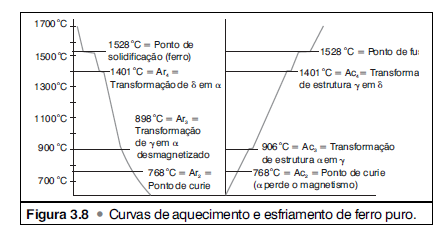 1700°C
1500°C
1300°C
1100°C
900°C
700°C
1528°C = Ponto de
solidificação (ferro)
1401°C = Ar₄ =
Transformação de δ em α
898°C = Ar₃ =
Transformação
de γ em α
desmagnetizado
768°C = Ar₂ =
Ponto de curie
1528°C = Ponto de fus
1401°C = Ac₄ = Transforma
de estrutura γ em δ
906°C = Ac₃ = Transformação
de estrutura α em γ
768°C = Ac₂ = Ponto de curie
(α perde o magnetismo)
Figura 3.8 • Curvas de aquecimento e esfriamento de ferro puro.